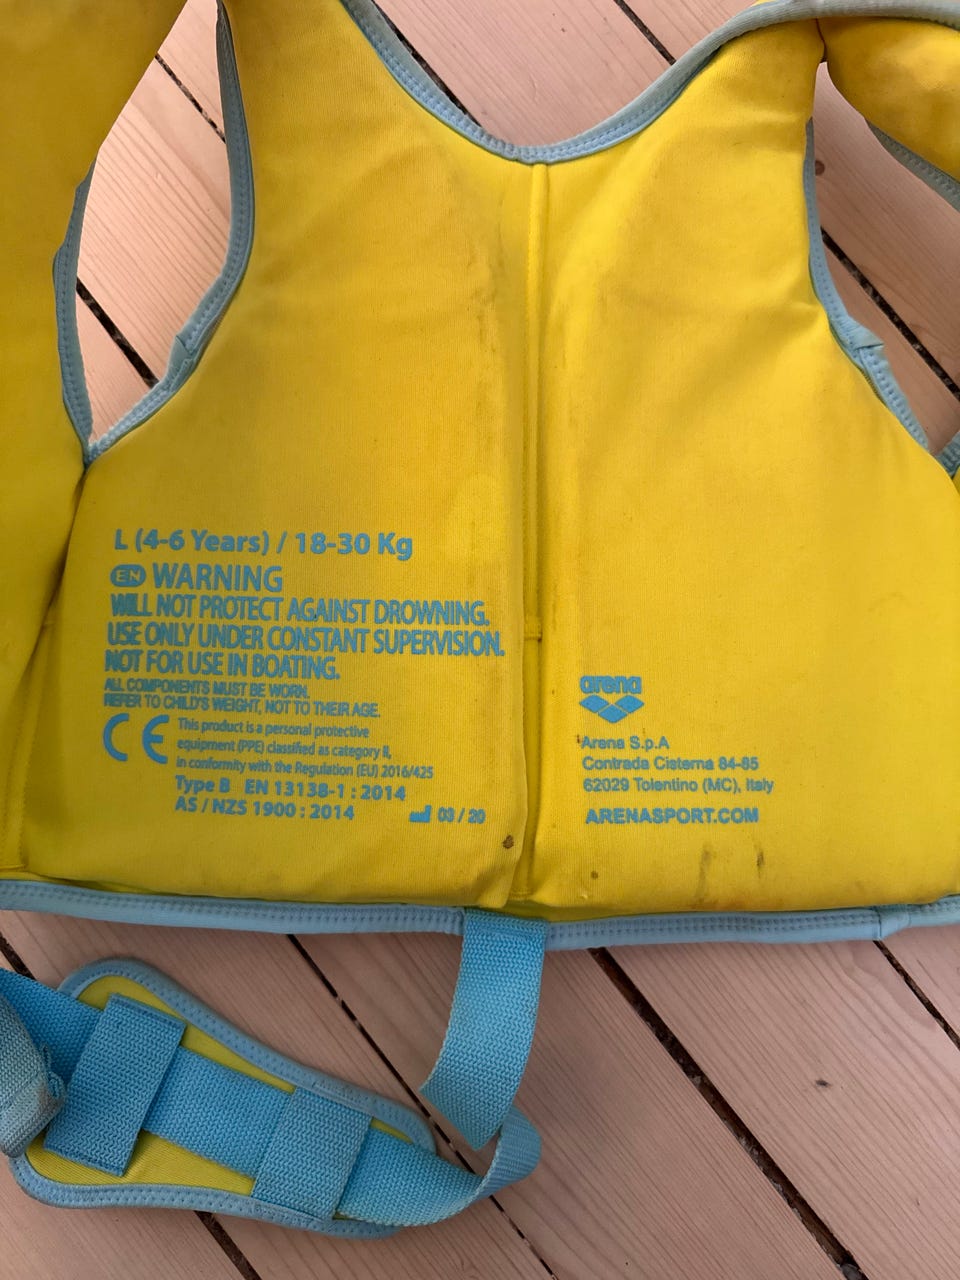 L (4-6 Years) / 18-30 Kg
EN WARNING
WILL NOT PROTECT AGAINST DROWNING.
USE ONLY UNDER CONSTANT SUPERVISION.
NOT FOR USE IN BOATING.
ALL COMPONENTS MUST BE WORN.
REFER TO CHILD'S WEIGHT, NOT TO THEIR AGE.
CE This product is a personal protective
equipment (PPE) classified as category II,
in conformity with the Regulation (EU) 2016/425
Type B EN 13138-1 : 2014
AS / NZS 1900 : 2014
03 / 20
arena
Arena S.p.A
Contrada Cisterna 84-85
62029 Tolentino (MC), Italy
ARENASPORT.COM